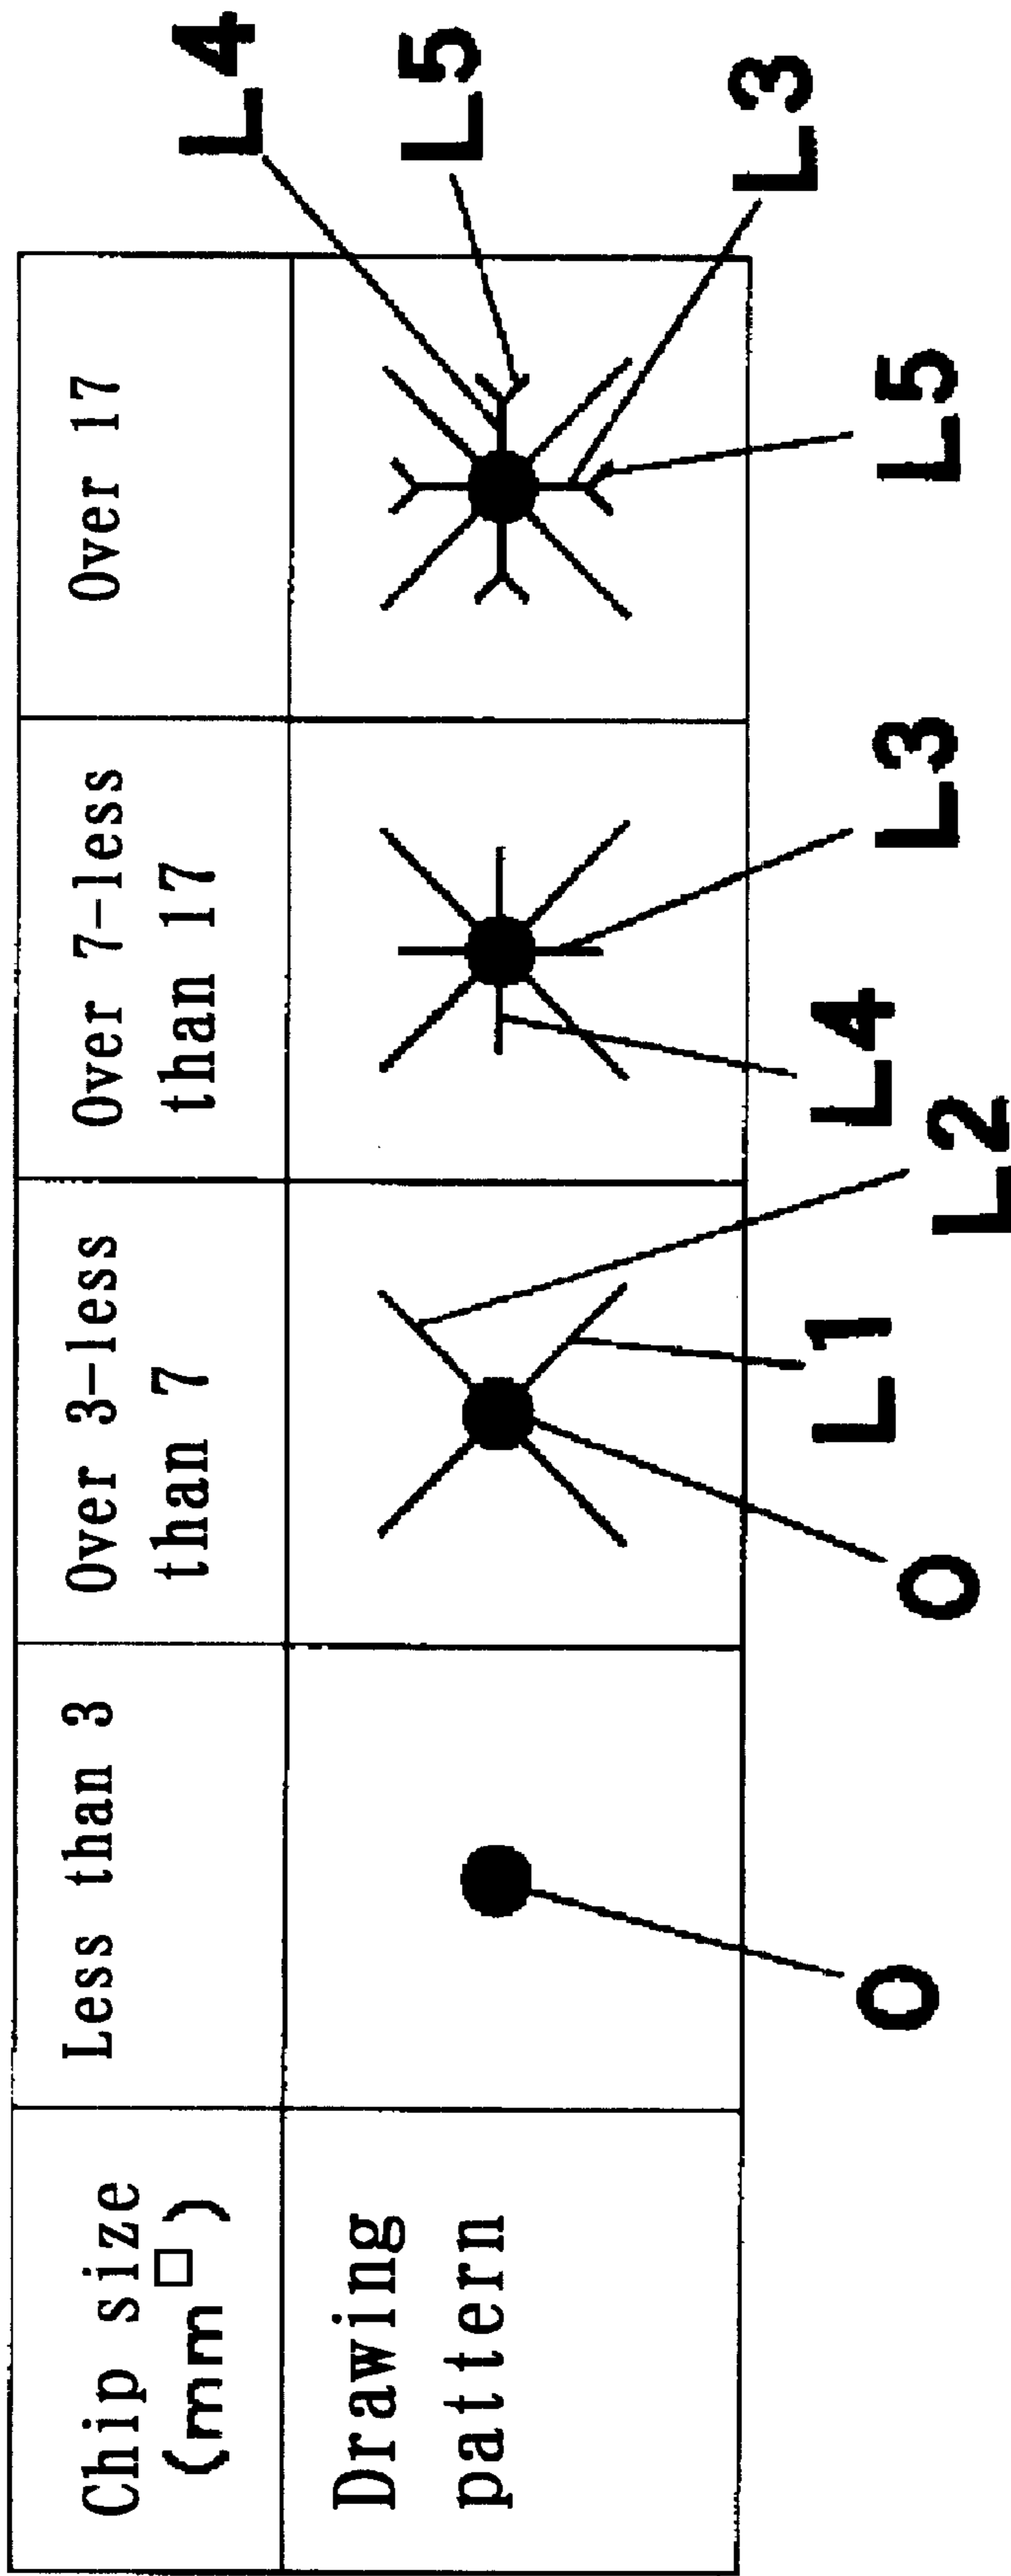 Chip size
(mm□)
Less than 3
Over 3-less
than 7
Over 7-less
than 17
Over 17
Drawing
pattern
O
O
L1
L2
L4
L3
L5
L3
L5
L4